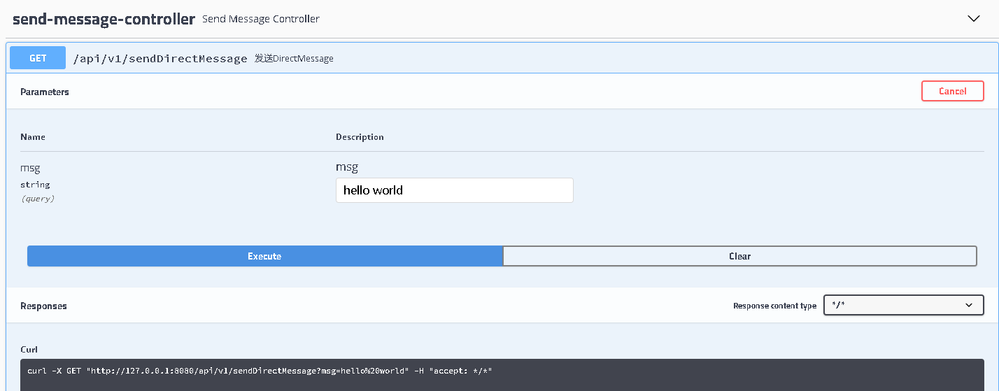 send-message-controller Send Message Controller
GET /api/v1/sendDirectMessage 发送DirectMessage
Parameters Cancel
Name Description
msg msg
string hello world
(query)
Execute Clear
Responses Response content type */*
Curl
curl -X GET "http://127.0.0.1:8080/api/v1/sendDirectMessage?msg=hello%20world" -H "accept: */*"